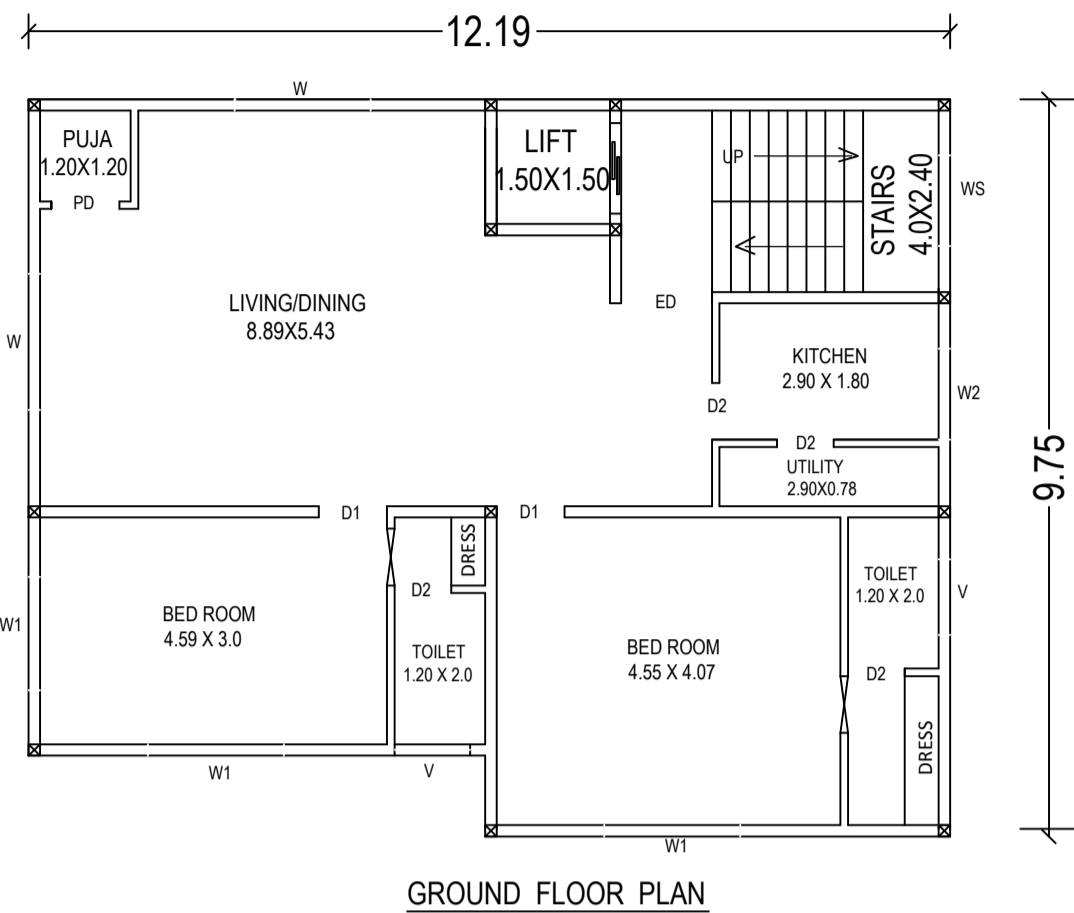 12.19
W
PUJA
1.20X1.20
PD
LIFT
1.50X1.50
UP
STAIRS
4.0X2.40
WS
LIVING/DINING
8.89X5.43
ED
W
KITCHEN
2.90 X 1.80
W2
D2
D2
UTILITY
2.90X0.78
9.75
D1
D1
DRESS
D2
TOILET
1.20 X 2.0
V
BED ROOM
4.59 X 3.0
W1
TOILET
1.20 X 2.0
BED ROOM
4.55 X 4.07
D2
DRESS
W1
V
W1
GROUND FLOOR PLAN